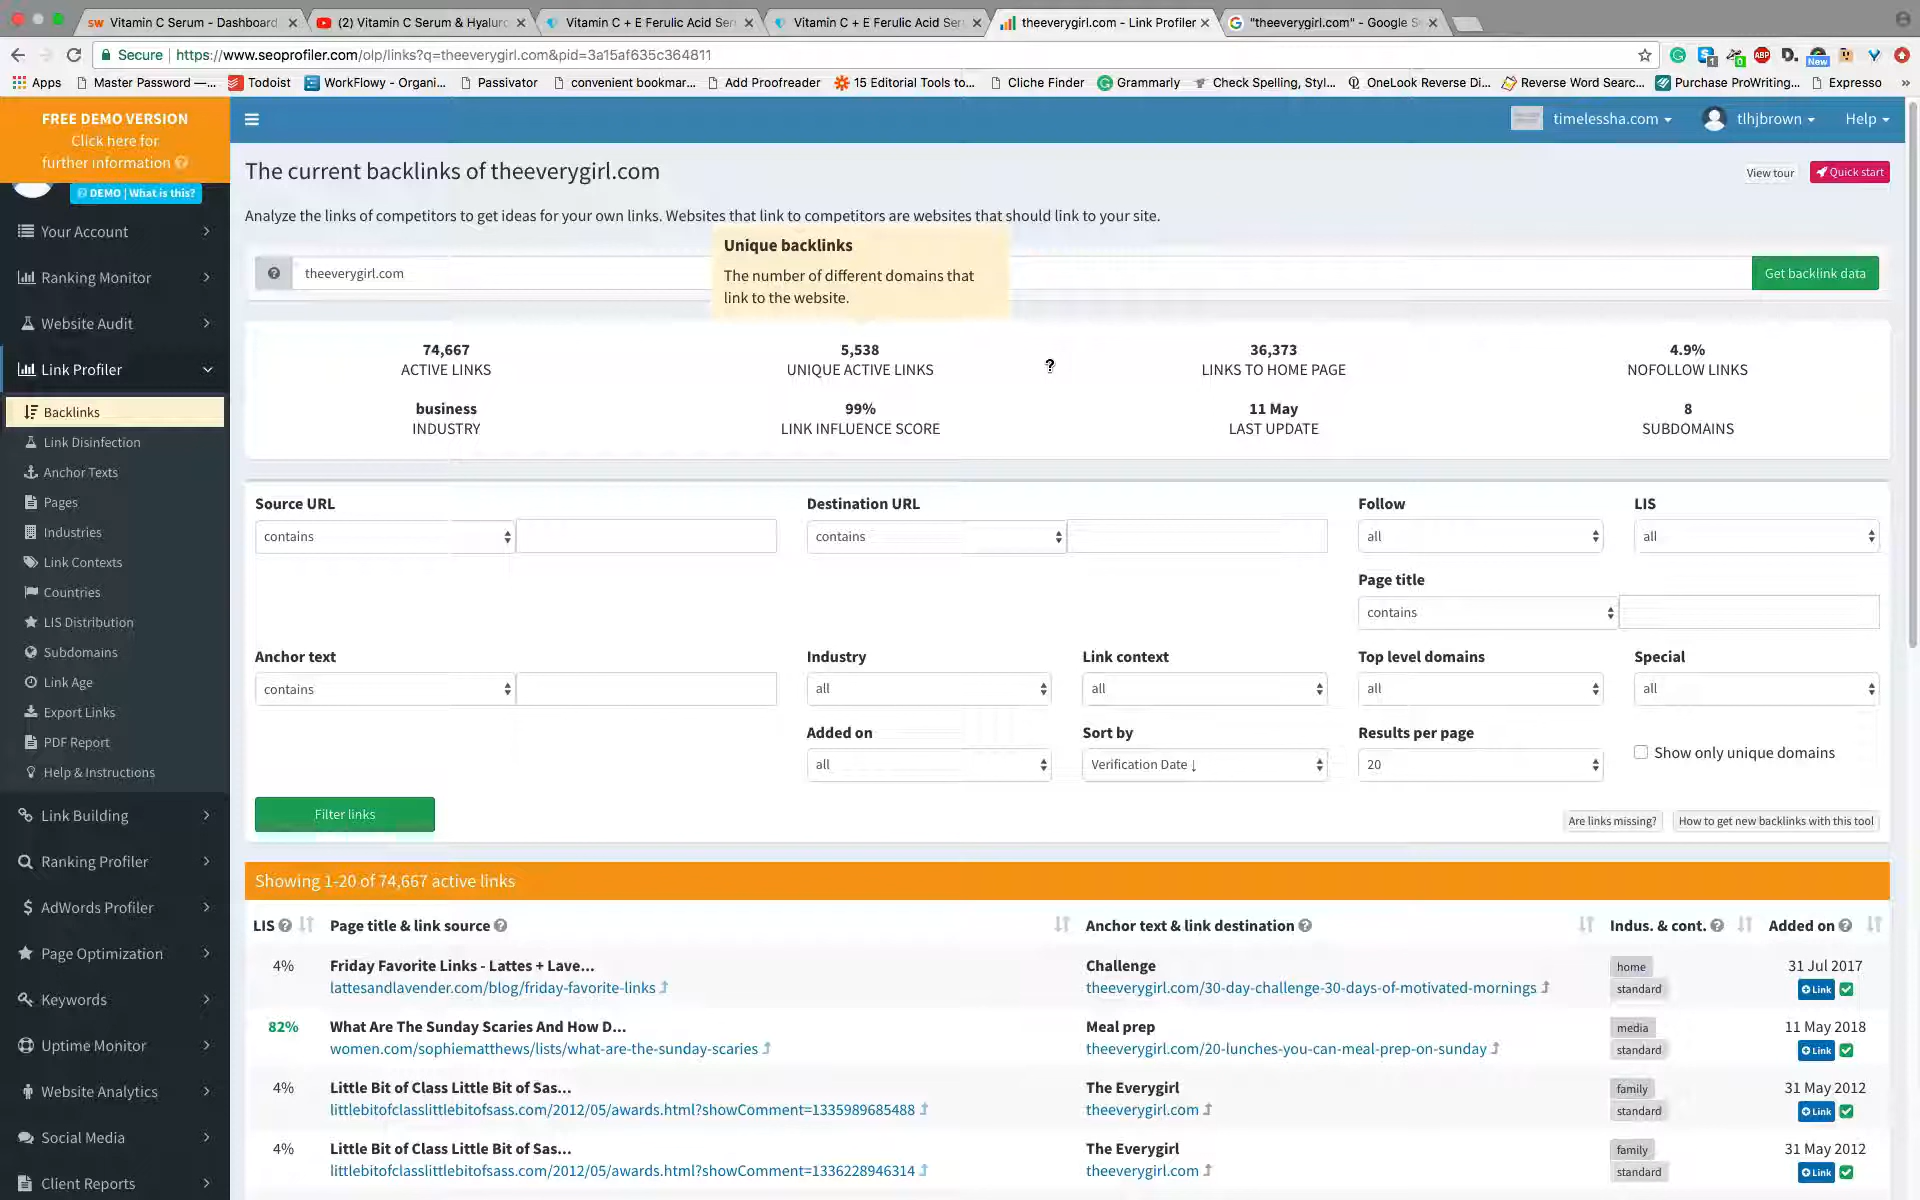 Vitamin C Serum - Dashboard
(2) Vitamin C Serum & Hyaluro
Vitamin C + E Ferulic Acid Ser
Vitamin C + E Ferulic Acid Ser
theeverygirl.com - Link Profiler
"theeverygirl.com" - Google S
Secure
https://www.seoprofiler.com/olp/links?q=theeverygirl.com&pid=3a15af635c364811
Apps
Master Password —...
Todoist
WorkFlowy - Organi...
Passivator
convenient bookmar...
Add Proofreader
15 Editorial Tools to...
Cliche Finder
Grammarly
Check Spelling, Styl...
OneLook Reverse Di...
Reverse Word Searc...
Purchase ProWriting...
Expresso
FREE DEMO VERSION
Click here for
further information
DEMO | What is this?
timelessha.com
tlhjbrown
Help
Your Account
Ranking Monitor
Website Audit
Link Profiler
Backlinks
Link Disinfection
Anchor Texts
Pages
Industries
Link Contexts
Countries
LIS Distribution
Subdomains
Link Age
Export Links
PDF Report
Help & Instructions
Link Building
Ranking Profiler
AdWords Profiler
Page Optimization
Keywords
Uptime Monitor
Website Analytics
Social Media
Client Reports
The current backlinks of theeverygirl.com
View tour
Quick start
Analyze the links of competitors to get ideas for your own links. Websites that link to competitors are websites that should link to your site.
Unique backlinks
The number of different domains that
link to the website.
theeverygirl.com
Get backlink data
74,667
ACTIVE LINKS
5,538
UNIQUE ACTIVE LINKS
36,373
LINKS TO HOME PAGE
4.9%
NOFOLLOW LINKS
business
INDUSTRY
99%
LINK INFLUENCE SCORE
11 May
LAST UPDATE
8
SUBDOMAINS
Source URL
contains
Destination URL
contains
Follow
all
LIS
all
Page title
contains
Anchor text
contains
Industry
all
Link context
all
Top level domains
all
Special
all
Added on
all
Sort by
Verification Date ↓
Results per page
20
Show only unique domains
Filter links
Are links missing?
How to get new backlinks with this tool
Showing 1-20 of 74,667 active links
LIS
Page title & link source
Anchor text & link destination
Indus. & cont.
Added on
4%
Friday Favorite Links - Lattes + Lave...
lattesandlavender.com/blog/friday-favorite-links
Challenge
theeverygirl.com/30-day-challenge-30-days-of-motivated-mornings
home
standard
31 Jul 2017
Link
82%
What Are The Sunday Scaries And How D...
women.com/sophiematthews/lists/what-are-the-sunday-scaries
Meal prep
theeverygirl.com/20-lunches-you-can-meal-prep-on-sunday
media
standard
11 May 2018
Link
4%
Little Bit of Class Little Bit of Sas...
littlebitofclasslittlebitofsass.com/2012/05/awards.html?showComment=1335989685488
The Everygirl
theeverygirl.com
family
standard
31 May 2012
Link
4%
Little Bit of Class Little Bit of Sas...
littlebitofclasslittlebitofsass.com/2012/05/awards.html?showComment=1336228946314
The Everygirl
theeverygirl.com
family
standard
31 May 2012
Link